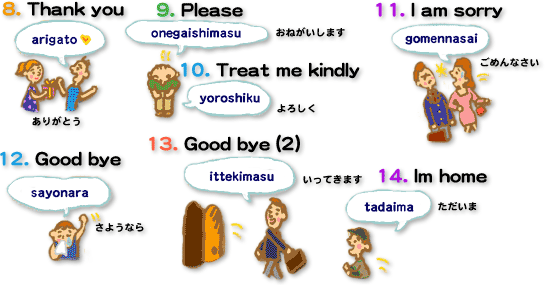 8. Thank you
arigato
ありがとう
9. Please
onegaishimasu
おねがいします
10. Treat me kindly
yoroshiku
よろしく
11. I am sorry
gomennasai
ごめんなさい
12. Good bye
sayonara
さようなら
13. Good bye (2)
ittekimasu
いってきます
14. Im home
tadaima
ただいま